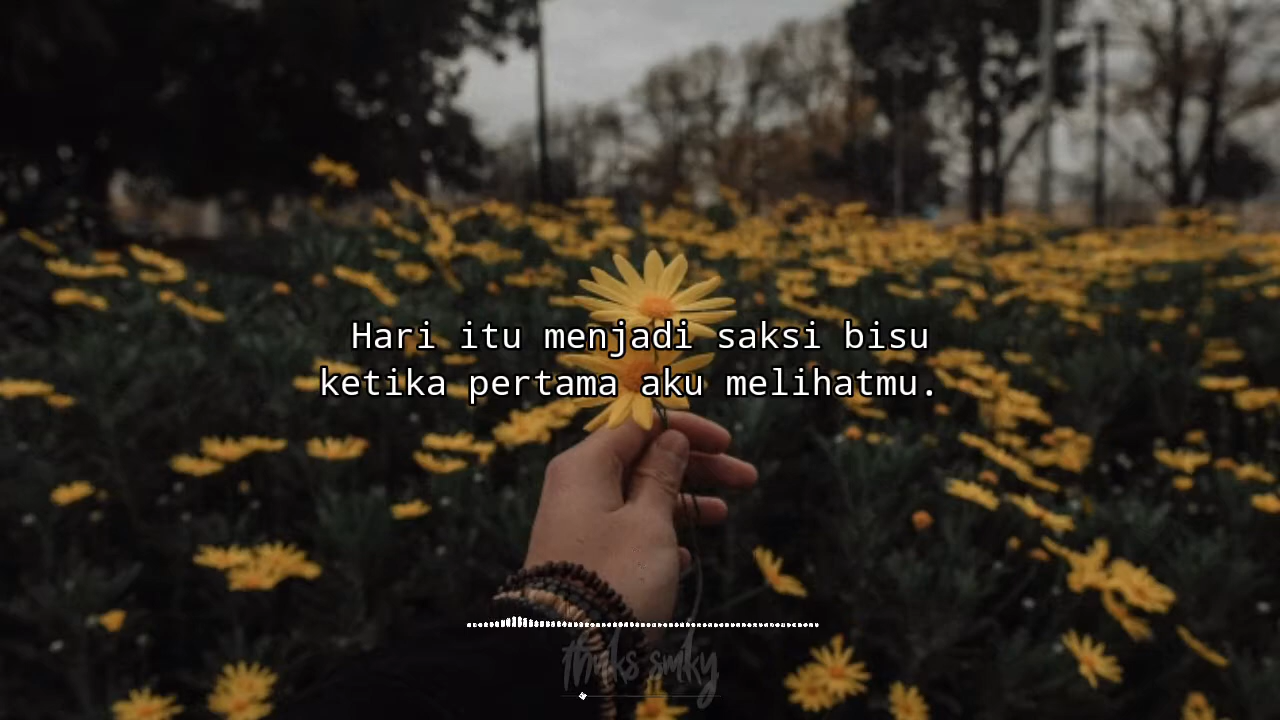 Hari itu menjadi saksi bisu
ketika pertama aku melihatmu.